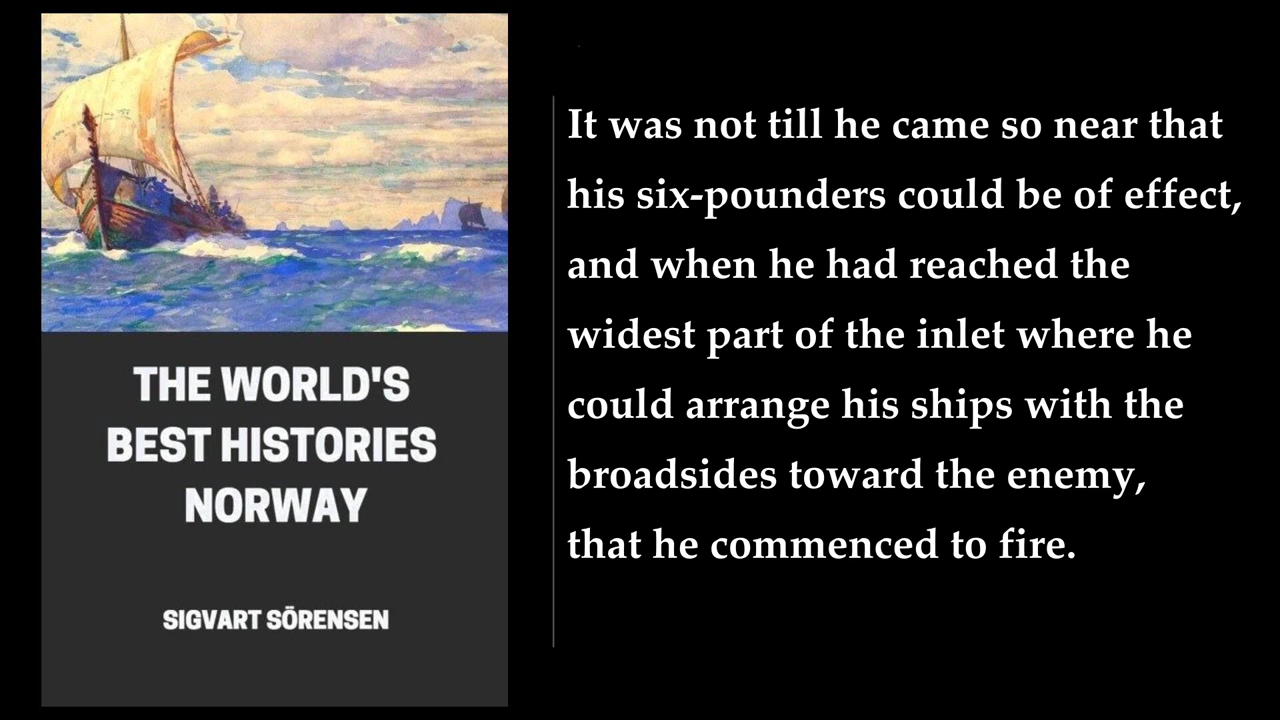 THE WORLD'S
BEST HISTORIES
NORWAY
SIGVART SÖRENSEN
It was not till he came so near that
his six-pounders could be of effect,
and when he had reached the
widest part of the inlet where he
could arrange his ships with the
broadsides toward the enemy,
that he commenced to fire.